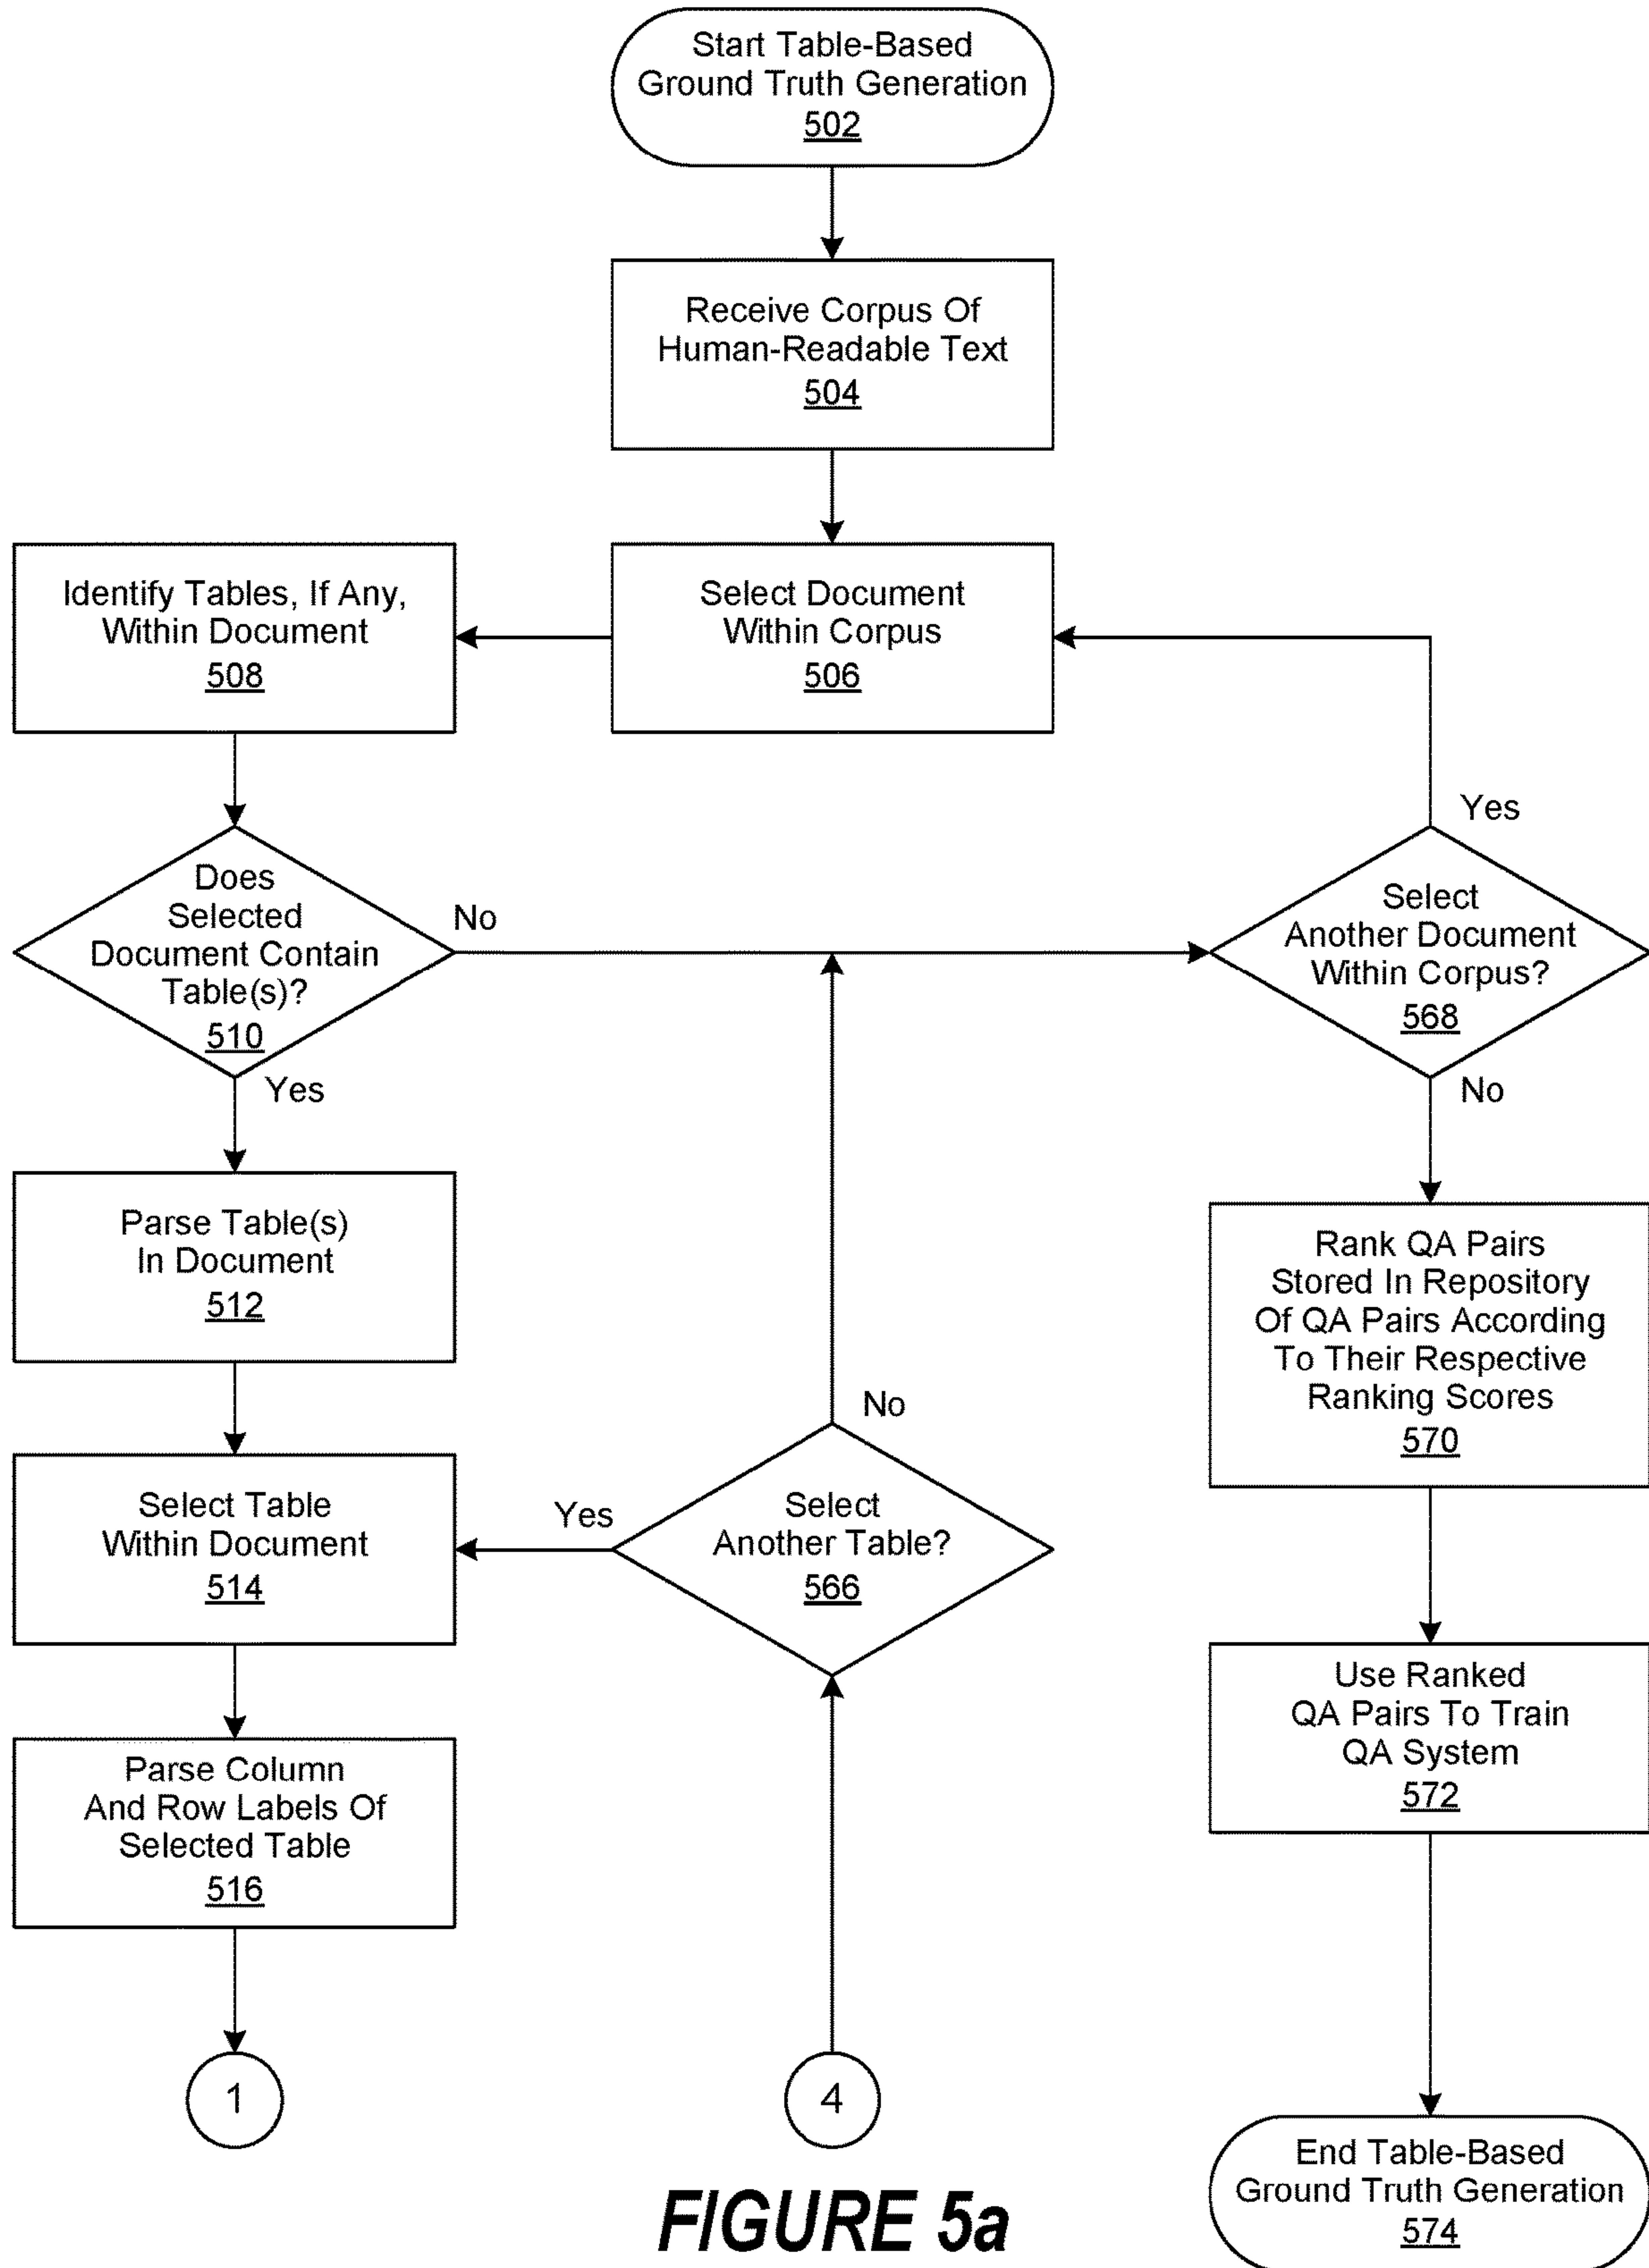 Start Table-Based
Ground Truth Generation
502
Receive Corpus Of
Human-Readable Text
504
Identify Tables, If Any,
Within Document
508
Select Document
Within Corpus
506
Yes
Does
Selected
Document Contain
Table(s)?
510
No
Select
Another Document
Within Corpus?
568
Yes
No
Parse Table(s)
In Document
512
Rank QA Pairs
Stored In Repository
Of QA Pairs According
To Their Respective
Ranking Scores
570
No
Select Table
Within Document
514
Yes
Select
Another Table?
566
Use Ranked
QA Pairs To Train
QA System
572
Parse Column
And Row Labels Of
Selected Table
516
1
4
End Table-Based
Ground Truth Generation
574
FIGURE 5a